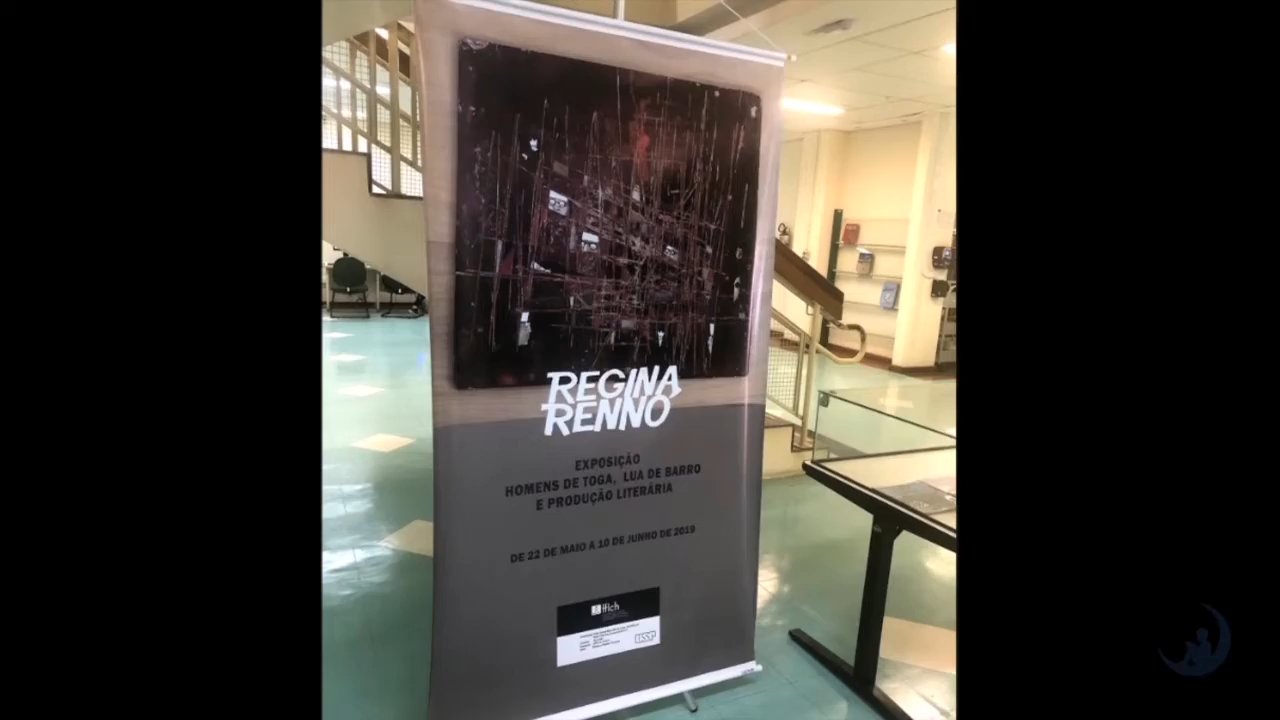 REGINA
RENNO
EXPOSIÇÃO
HOMENS DE TOGA, LUA DE BARRO
E PRODUÇÃO LITERÁRIA
DE 22 DE MAIO A 10 DE JUNHO DE 2019
fflch
USP